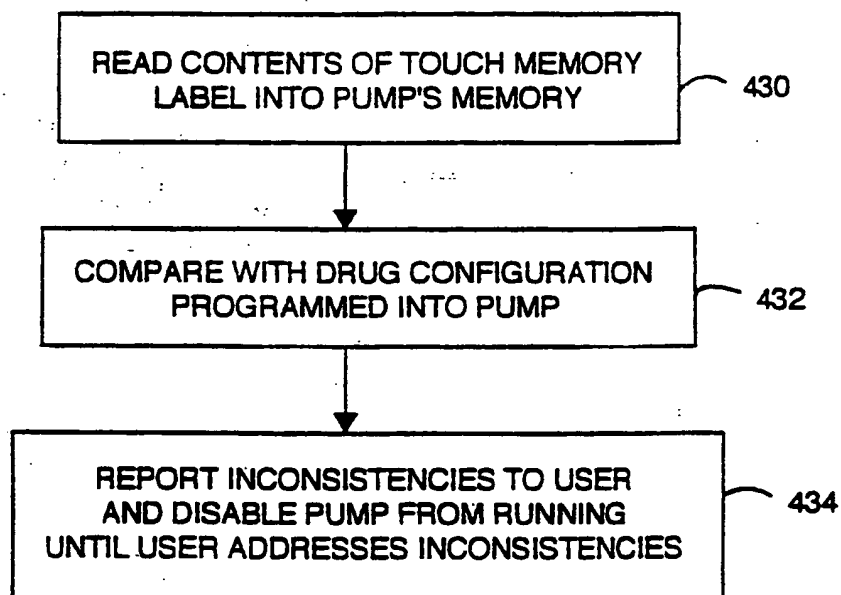 READ CONTENTS OF TOUCH MEMORY
LABEL INTO PUMP'S MEMORY
430
COMPARE WITH DRUG CONFIGURATION
PROGRAMMED INTO PUMP
432
REPORT INCONSISTENCIES TO USER
AND DISABLE PUMP FROM RUNNING
UNTIL USER ADDRESSES INCONSISTENCIES
434